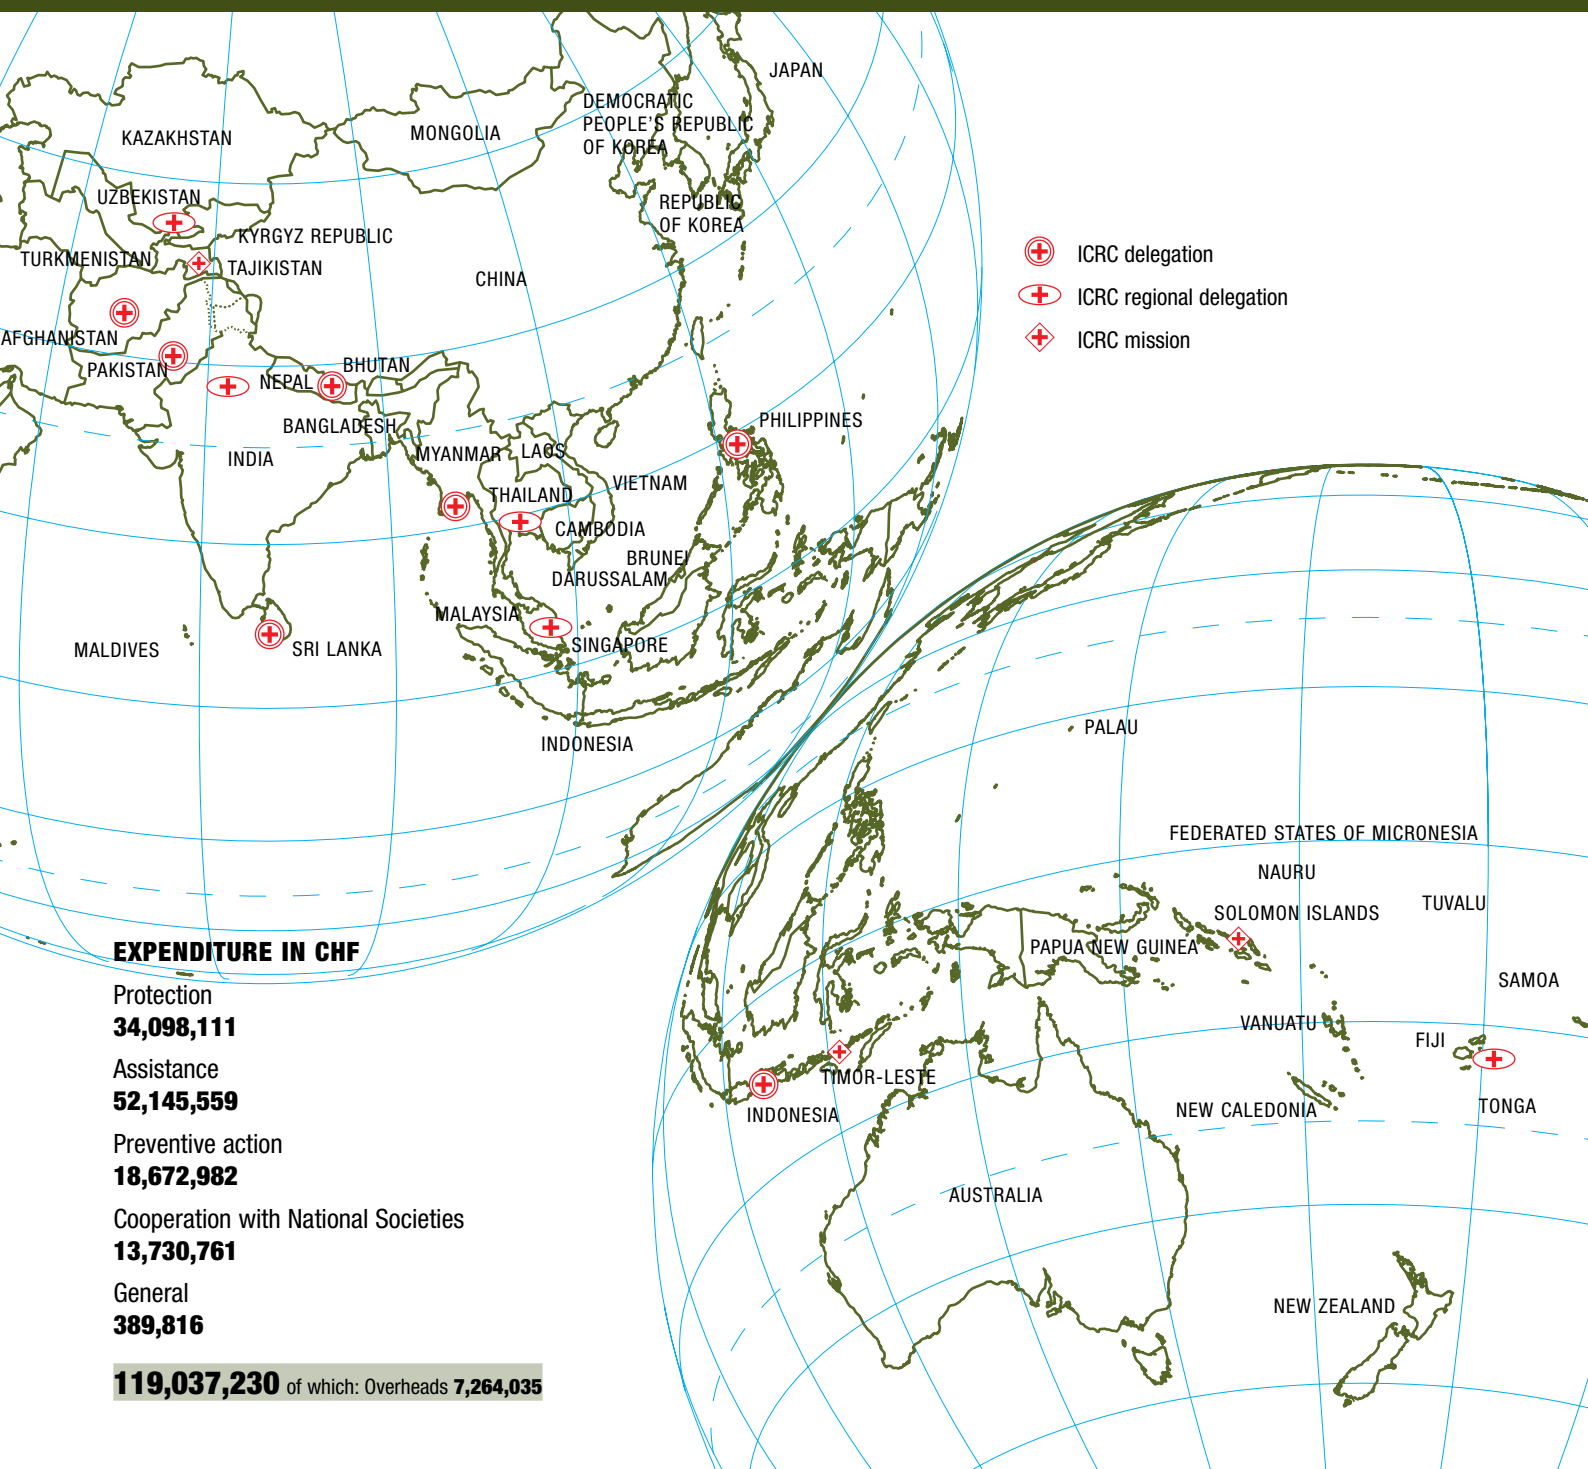 JAPAN
DEMOCRATIC
PEOPLE'S REPUBLIC
OF KOREA
KAZAKHSTAN
MONGOLIA
UZBEKISTAN
REPUBLIC
OF KOREA
KYRGYZ REPUBLIC
TURKMENISTAN
TAJIKISTAN
CHINA
AFGHANISTAN
PAKISTAN
NEPAL
BHUTAN
BANGLADESH
INDIA
MYANMAR
LAOS
PHILIPPINES
THAILAND
VIETNAM
CAMBODIA
BRUNEI
DARUSSALAM
MALAYSIA
SINGAPORE
MALDIVES
SRI LANKA
INDONESIA
ICRC delegation
ICRC regional delegation
ICRC mission
PALAU
FEDERATED STATES OF MICRONESIA
NAURU
TUVALU
SOLOMON ISLANDS
PAPUA NEW GUINEA
SAMOA
VANUATU
FIJI
TIMOR-LESTE
INDONESIA
NEW CALEDONIA
TONGA
AUSTRALIA
NEW ZEALAND
EXPENDITURE IN CHF
Protection
34,098,111
Assistance
52,145,559
Preventive action
18,672,982
Cooperation with National Societies
13,730,761
General
389,816
119,037,230 of which: Overheads 7,264,035